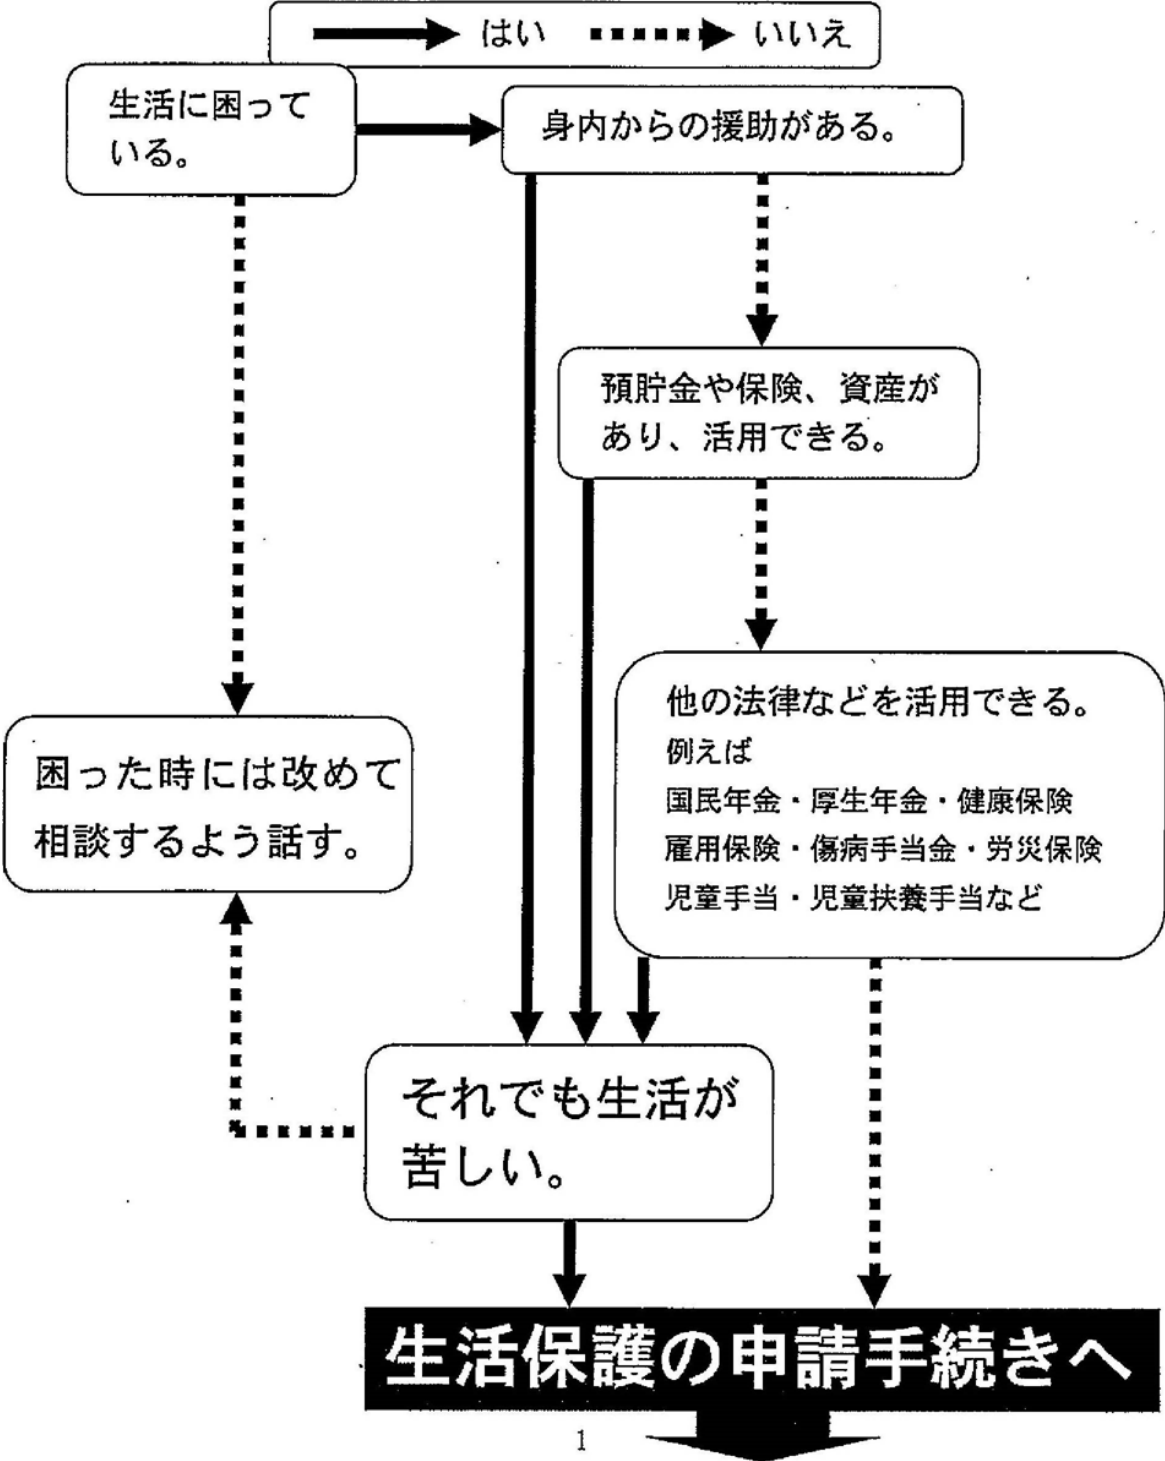 はい いいえ
生活に困って
いる。
身内からの援助がある。
預貯金や保険、資産が
あり、活用できる。
他の法律などを活用できる。
例えば
国民年金・厚生年金・健康保険
雇用保険・傷病手当金・労災保険
児童手当・児童扶養手当など
困った時には改めて
相談するよう話す。
それでも生活が
苦しい。
生活保護の申請手続きへ
1